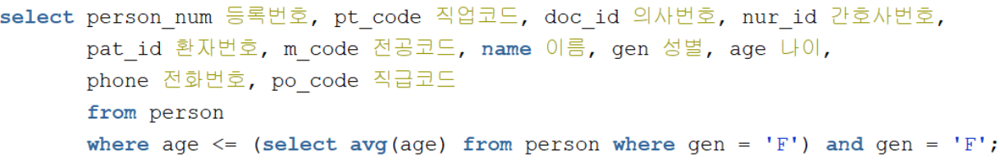 select person_num 등록번호, pt_code 직업코드, doc_id 의사번호, nur_id 간호사번호,
pat_id 환자번호, m_code 전공코드, name 이름, gen 성별, age 나이,
phone 전화번호, po_code 직급코드
from person
where age <= (select avg(age) from person where gen = 'F') and gen = 'F';